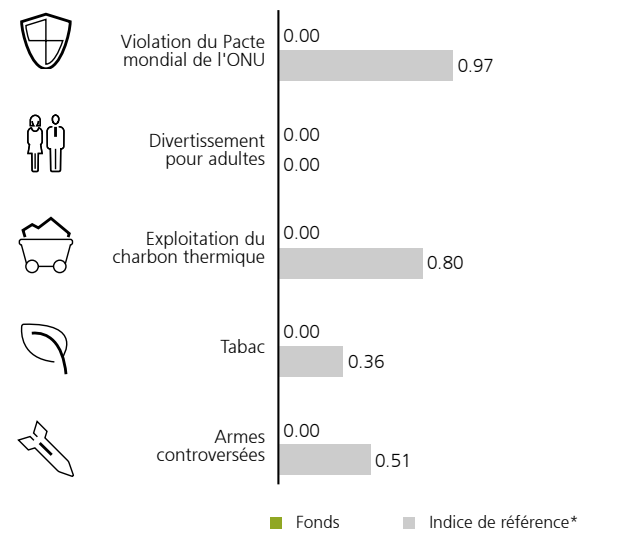 Violation du Pacte
mondial de l'ONU
0.00
0.97
Divertissement
pour adultes
0.00
0.00
Exploitation du
charbon thermique
0.00
0.80
Tabac
0.00
0.36
Armes
controversées
0.00
0.51
Fonds
Indice de référence*